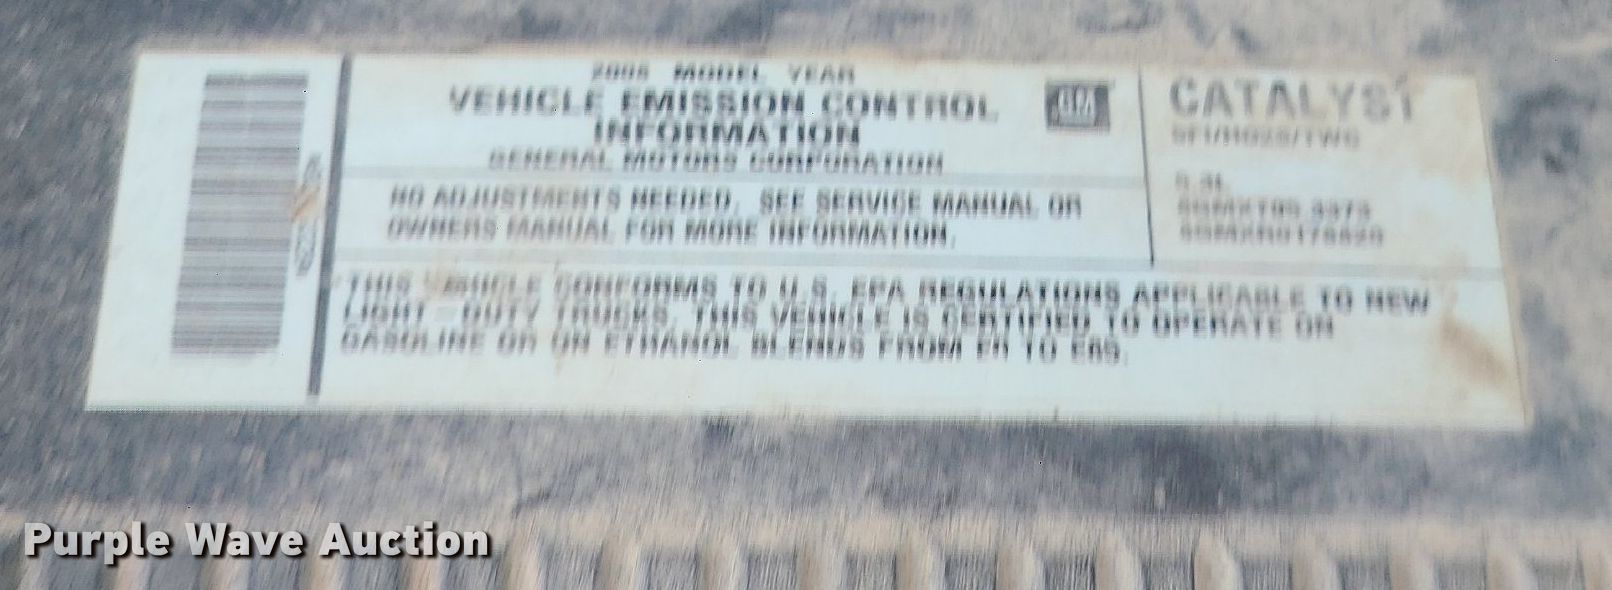 MODEL YEAR
VEHICLE EMISSION CONTROL
INFORMATION
GENERAL MOTORS CORPORATION
GM
NO ADJUSTMENTS NEEDED. SEE SERVICE MANUAL OR
OWNERS MANUAL FOR MORE INFORMATION.
CATALYST
5.3L
THIS VEHICLE CONFORMS TO U.S. EPA REGULATIONS APPLICABLE TO NEW
LIGHT-DUTY TRUCKS. THIS VEHICLE IS CERTIFIED TO OPERATE ON
GASOLINE OR ON ETHANOL BLENDS FROM E0 TO E85.
Purple Wave Auction